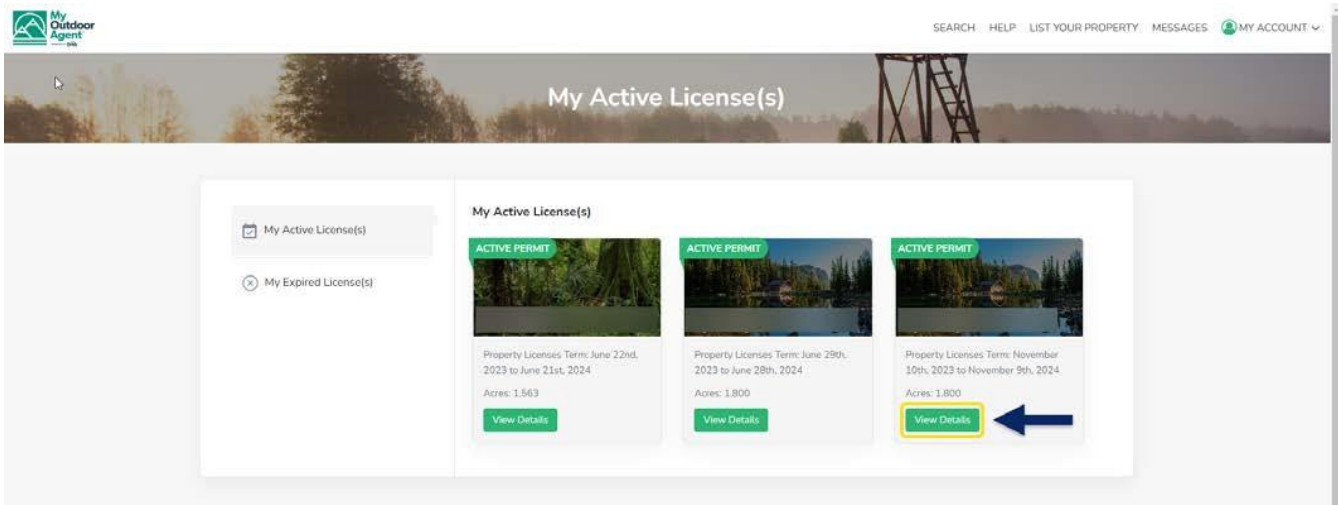 My
Outdoor
Agent
SEARCH HELP LIST YOUR PROPERTY MESSAGES MY ACCOUNT
My Active License(s)
My Active License(s)
My Expired License(s)
My Active License(s)
ACTIVE PERMIT
Property Licenses Term: June 22nd,
2023 to June 21st, 2024
Acres: 1,563
View Details
ACTIVE PERMIT
Property Licenses Term: June 29th,
2023 to June 28th, 2024
Acres: 1,800
View Details
ACTIVE PERMIT
Property Licenses Term: November
10th, 2023 to November 9th, 2024
Acres: 1,800
View Details